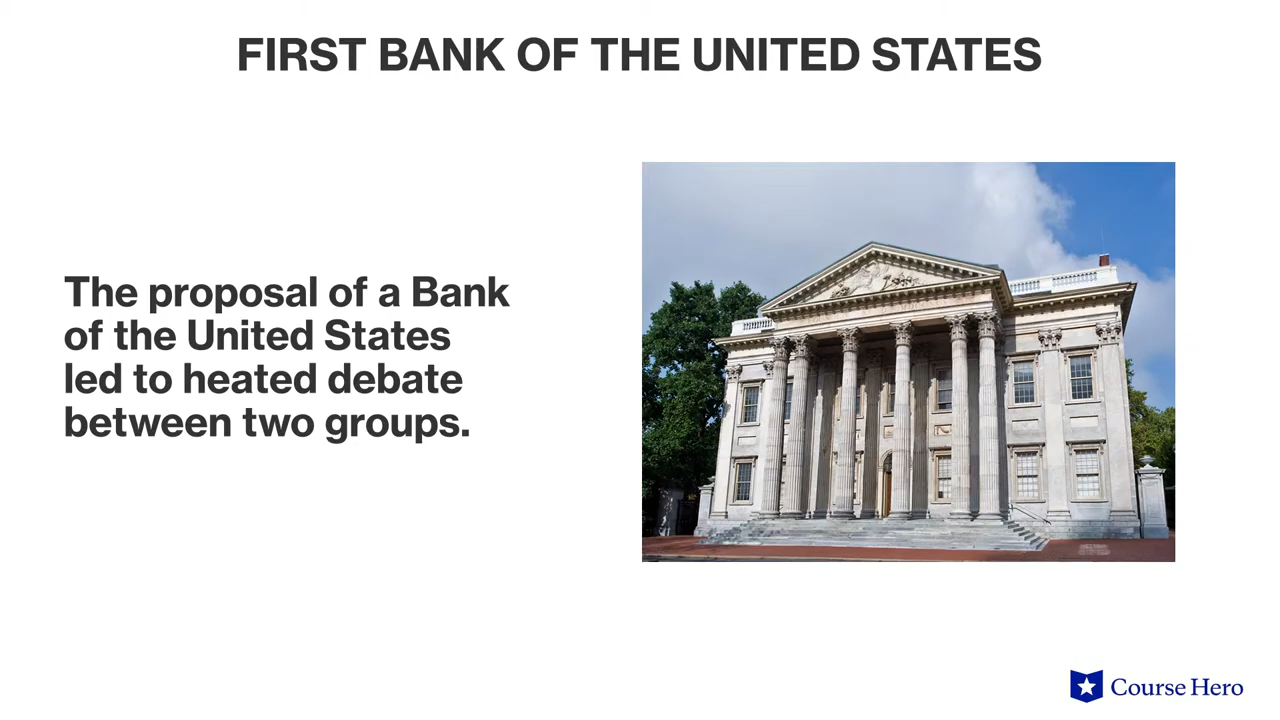 FIRST BANK OF THE UNITED STATES
The proposal of a Bank
of the United States
led to heated debate
between two groups.
Course Hero